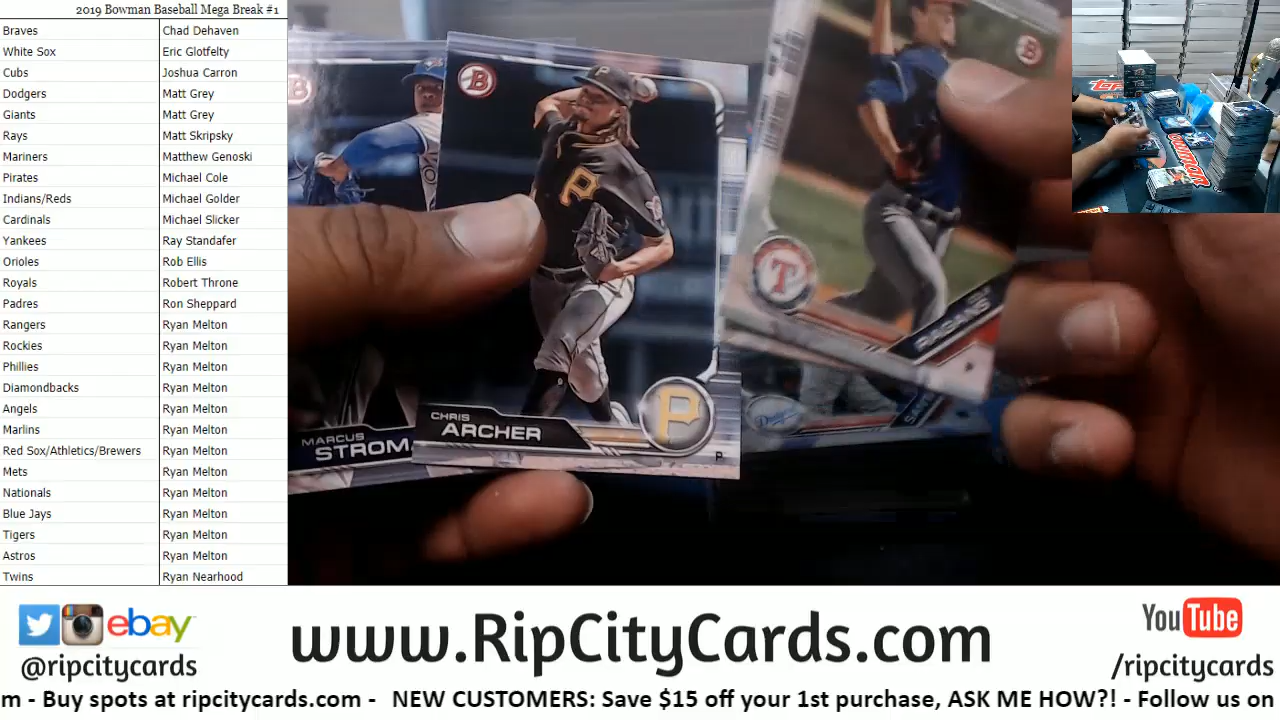 2019 Bowman Baseball Mega Break #1
Braves Chad Dehaven
White Sox Eric Glotfelty
Cubs Joshua Carron
Dodgers Matt Grey
Giants Matt Grey
Rays Matt Skripsky
Mariners Matthew Genoski
Pirates Michael Cole
Indians/Reds Michael Golder
Cardinals Michael Slicker
Yankees Ray Standafer
Orioles Rob Ellis
Royals Robert Throne
Padres Ron Sheppard
Rangers Ryan Melton
Rockies Ryan Melton
Phillies Ryan Melton
Diamondbacks Ryan Melton
Angels Ryan Melton
Marlins Ryan Melton
Red Sox/Athletics/Brewers Ryan Melton
Mets Ryan Melton
Nationals Ryan Melton
Blue Jays Ryan Melton
Tigers Ryan Melton
Astros Ryan Melton
Twins Ryan Nearhood
B
P
P
MARCUS
STROM
B
P
CHRIS
ARCHER
P
P
B
T
RAGANS
P
Dodgers
BOWMAN
ebay
@ripcitycards
www.RipCityCards.com
YouTube
/ripcitycards
m - Buy spots at ripcitycards.com - NEW CUSTOMERS: Save $15 off your 1st purchase, ASK ME HOW?! - Follow us on